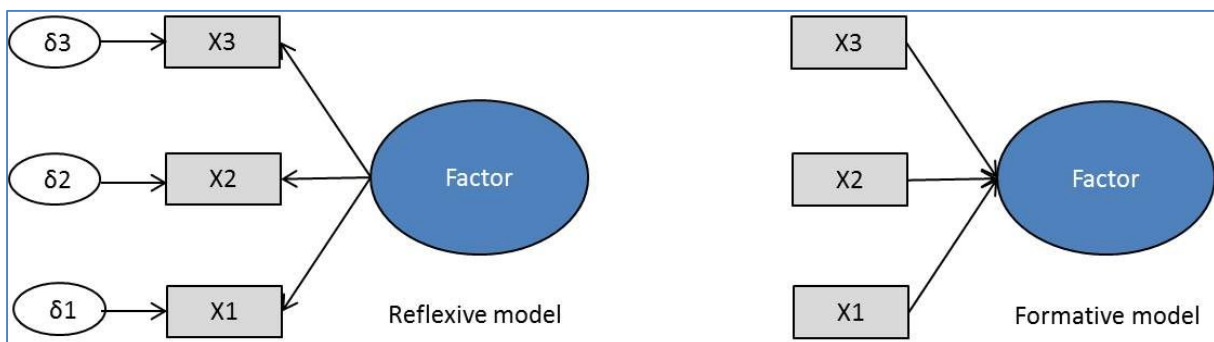 δ3
X3
X3
δ2
X2
Factor
X2
Factor
δ1
X1
Reflexive model
X1
Formative model